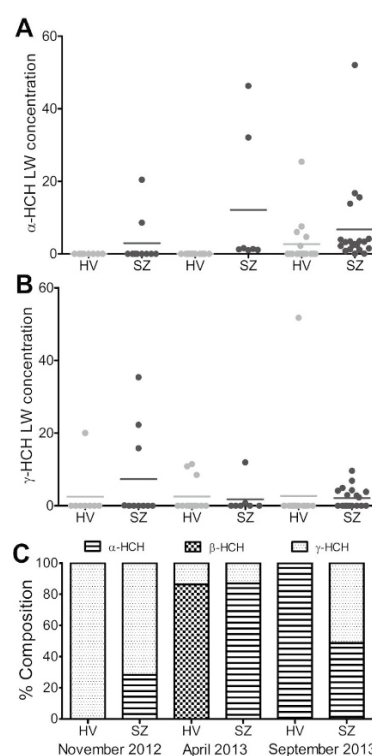 A
α-HCH LW concentration
60
40
20
0
HV
SZ
HV
SZ
HV
SZ
B
γ-HCH LW concentration
60
40
20
0
HV
SZ
HV
SZ
HV
SZ
C
α-HCH
β-HCH
γ-HCH
% Composition
100
80
60
40
20
0
HV
SZ
HV
SZ
HV
SZ
November 2012
April 2013
September 2013